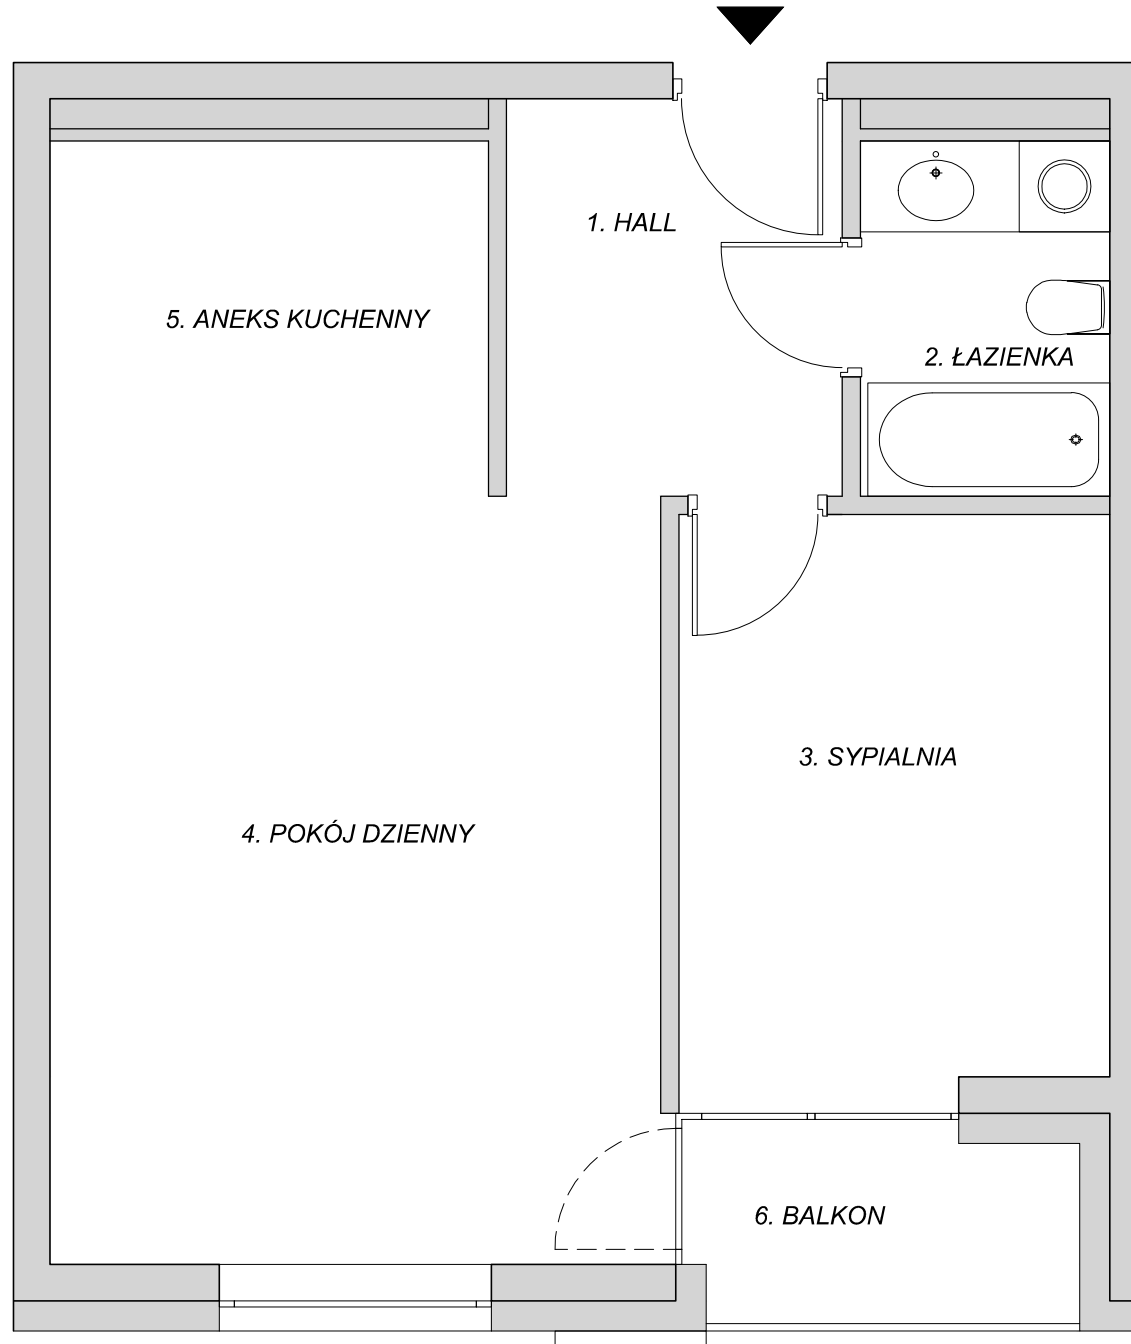 1. HALL
5. ANEKS KUCHENNY
2. ŁAZIENKA
3. SYPIALNIA
4. POKÓJ DZIENNY
6. BALKON